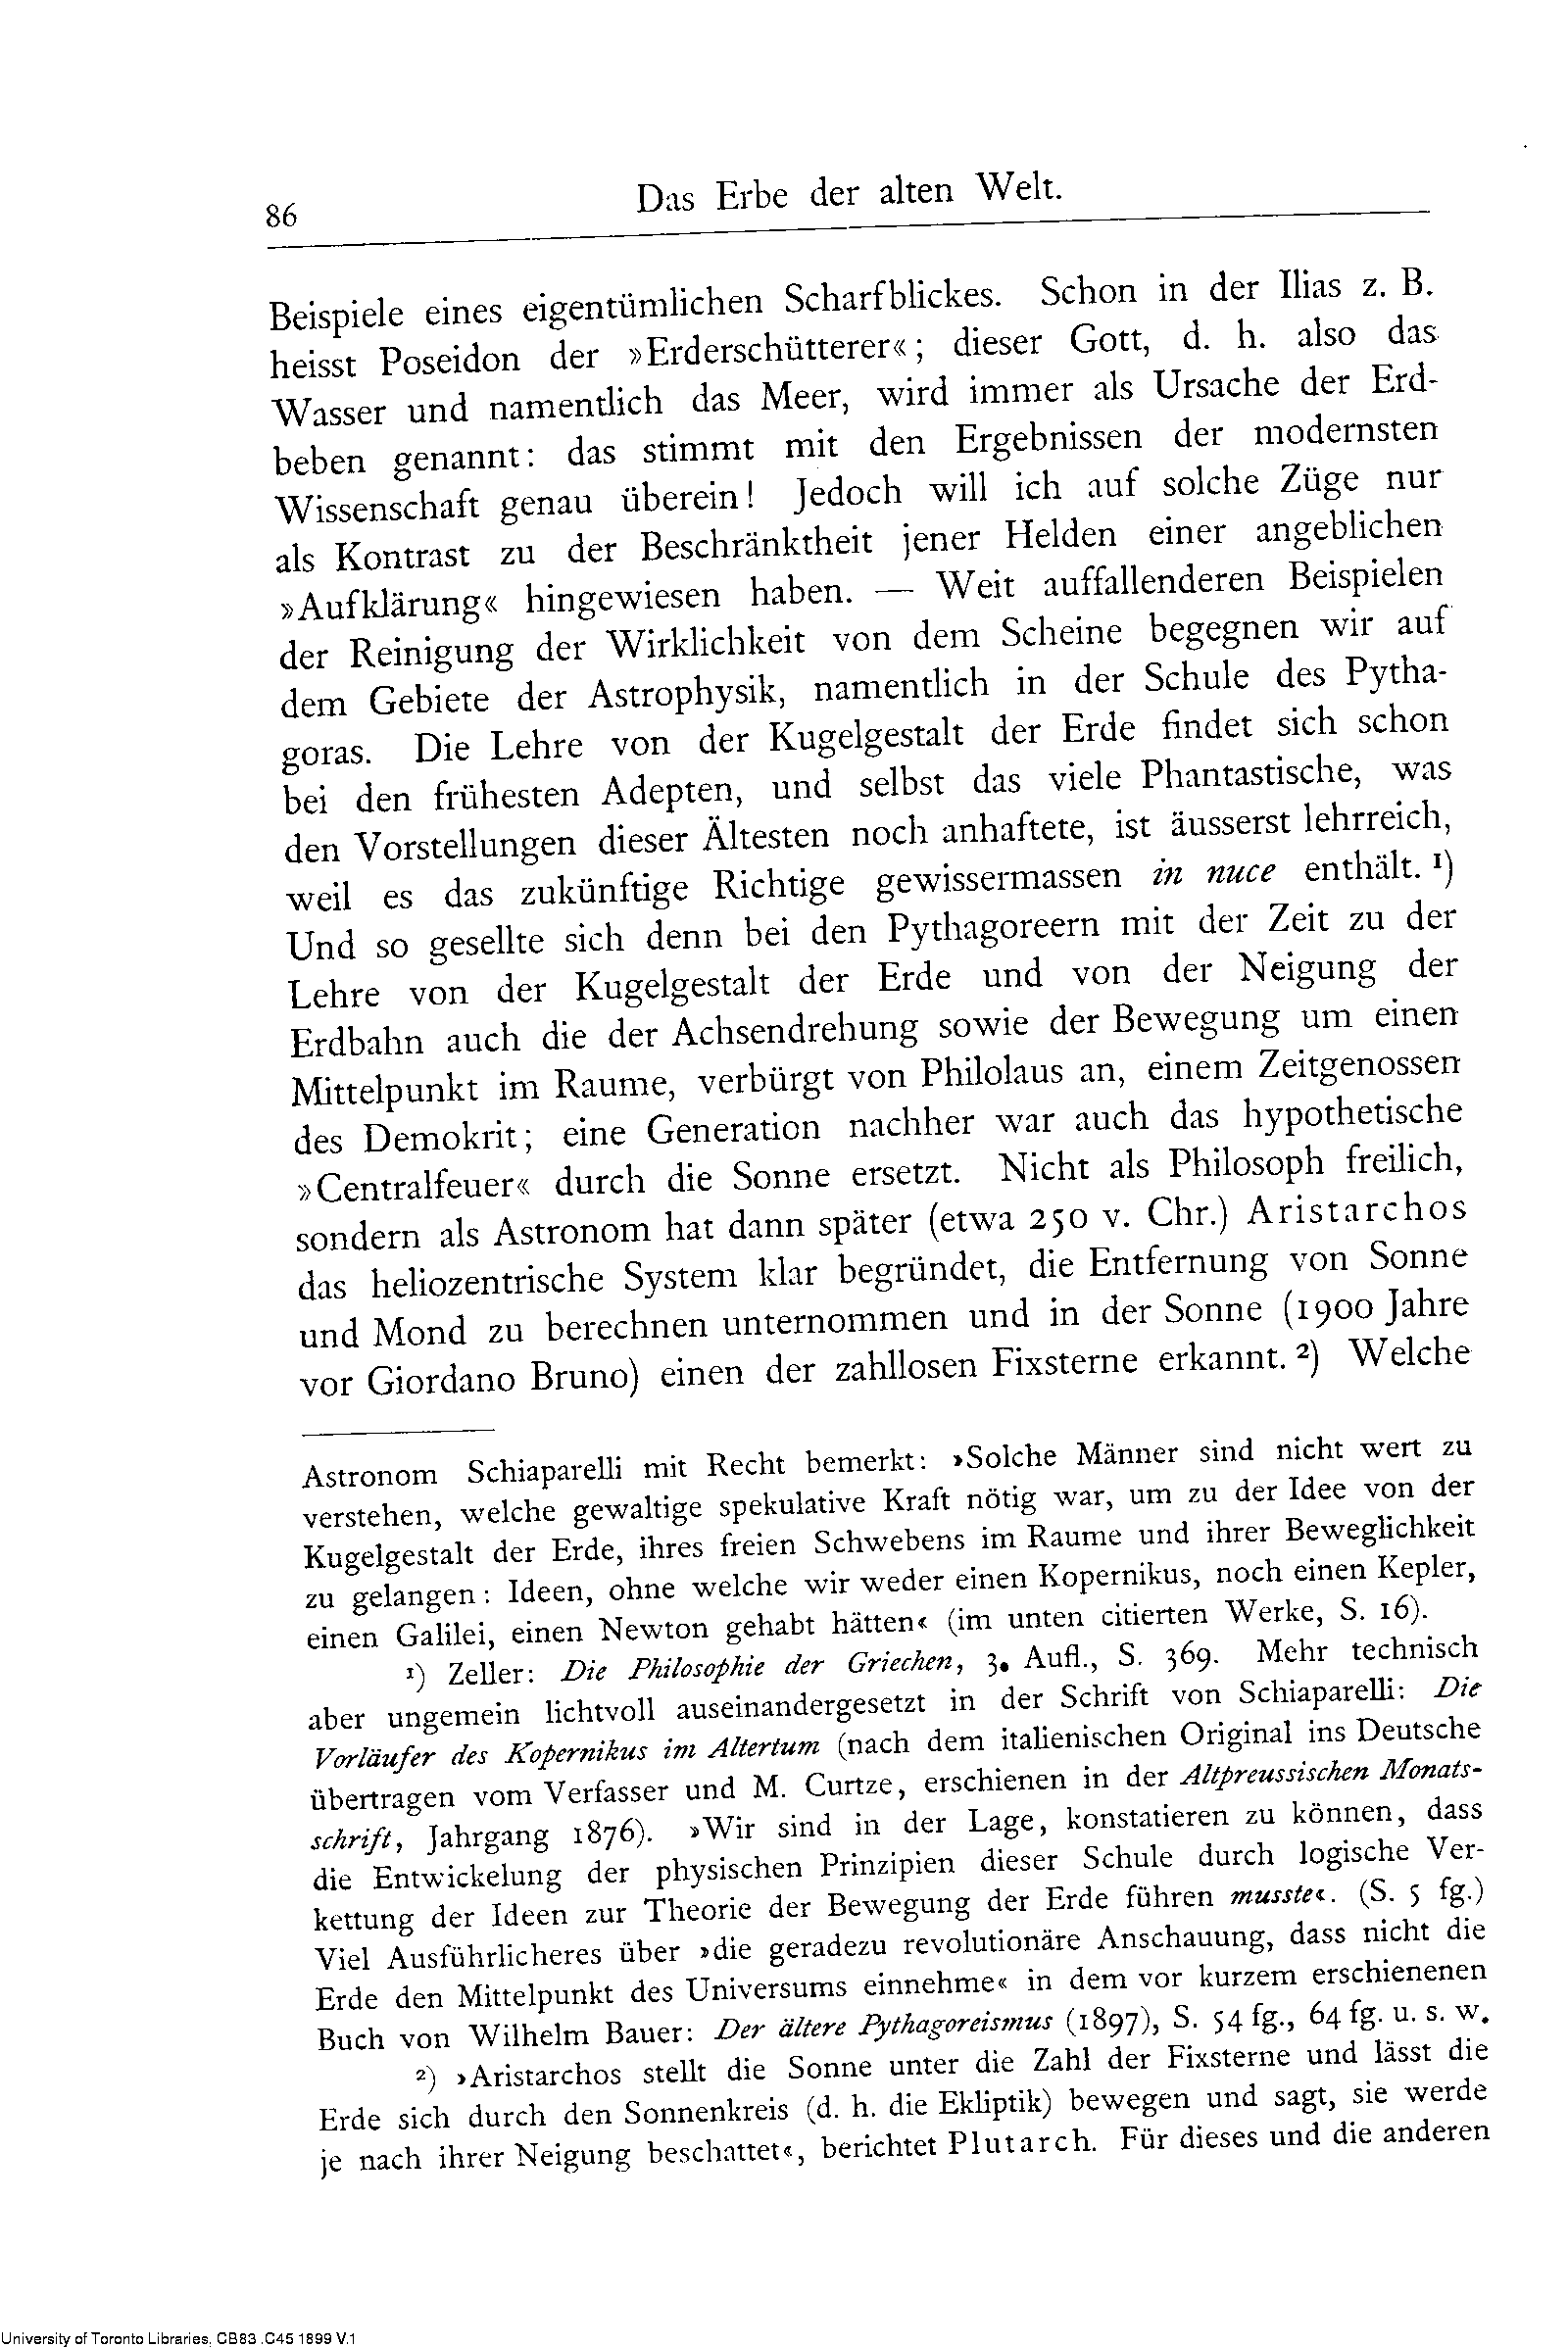 86
Das Erbe der alten Welt.
Beispiele eines eigentümlichen Scharfblickes. Schon in der Ilias z. B.
heisst Poseidon der »Erderschütterer«; dieser Gott, d. h. also das
Wasser und namentlich das Meer, wird immer als Ursache der Erd-
beben genannt: das stimmt mit den Ergebnissen der modernsten
Wissenschaft genau überein! Jedoch will ich auf solche Züge nur
als Kontrast zu der Beschränktheit jener Helden einer angeblichen
»Aufklärung« hingewiesen haben. — Weit auffallenderen Beispielen
der Reinigung der Wirklichkeit von dem Scheine begegnen wir auf
dem Gebiete der Astrophysik, namentlich in der Schule des Pytha-
goras. Die Lehre von der Kugelgestalt der Erde findet sich schon
bei den frühesten Adepten, und selbst das viele Phantastische, was
den Vorstellungen dieser Ältesten noch anhaftete, ist äusserst lehrreich,
weil es das zukünftige Richtige gewissermassen in nuce enthält. ¹)
Und so gesellte sich denn bei den Pythagoreern mit der Zeit zu der
Lehre von der Kugelgestalt der Erde und von der Neigung der
Erdbahn auch die der Achsendrehung sowie der Bewegung um einen
Mittelpunkt im Raume, verbürgt von Philolaus an, einem Zeitgenossen
des Demokrit; eine Generation nachher war auch das hypothetische
»Centralfeuer« durch die Sonne ersetzt. Nicht als Philosoph freilich,
sondern als Astronom hat dann später (etwa 250 v. Chr.) Aristarchos
das heliozentrische System klar begründet, die Entfernung von Sonne
und Mond zu berechnen unternommen und in der Sonne (1900 Jahre
vor Giordano Bruno) einen der zahllosen Fixsterne erkannt. ²) Welche
Astronom Schiaparelli mit Recht bemerkt: »Solche Männer sind nicht wert zu
verstehen, welche gewaltige spekulative Kraft nötig war, um zu der Idee von der
Kugelgestalt der Erde, ihres freien Schwebens im Raume und ihrer Beweglichkeit
zu gelangen: Ideen, ohne welche wir weder einen Kopernikus, noch einen Kepler,
einen Galilei, einen Newton gehabt hätten« (im unten citierten Werke, S. 16).
¹) Zeller: Die Philosophie der Griechen, 3. Aufl., S. 369. Mehr technisch
aber ungemein lichtvoll auseinandergesetzt in der Schrift von Schiaparelli: Die
Vorläufer des Kopernikus im Altertum (nach dem italienischen Original ins Deutsche
übertragen vom Verfasser und M. Curtze, erschienen in der Altpreussischen Monats-
schrift, Jahrgang 1876). »Wir sind in der Lage, konstatieren zu können, dass
die Entwickelung der physischen Prinzipien dieser Schule durch logische Ver-
kettung der Ideen zur Theorie der Bewegung der Erde führen musste«. (S. 5 fg.)
Viel Ausführlicheres über »die geradezu revolutionäre Anschauung, dass nicht die
Erde den Mittelpunkt des Universums einnehme« in dem vor kurzem erschienenen
Buch von Wilhelm Bauer: Der ältere Pythagoreismus (1897), S. 54 fg., 64 fg. u. s. w.
²) »Aristarchos stellt die Sonne unter die Zahl der Fixsterne und lässt die
Erde sich durch den Sonnenkreis (d. h. die Ekliptik) bewegen und sagt, sie werde
je nach ihrer Neigung beschattet«, berichtet Plutarch. Für dieses und die anderen
University of Toronto Libraries, CB83 .C45 1899 V.1